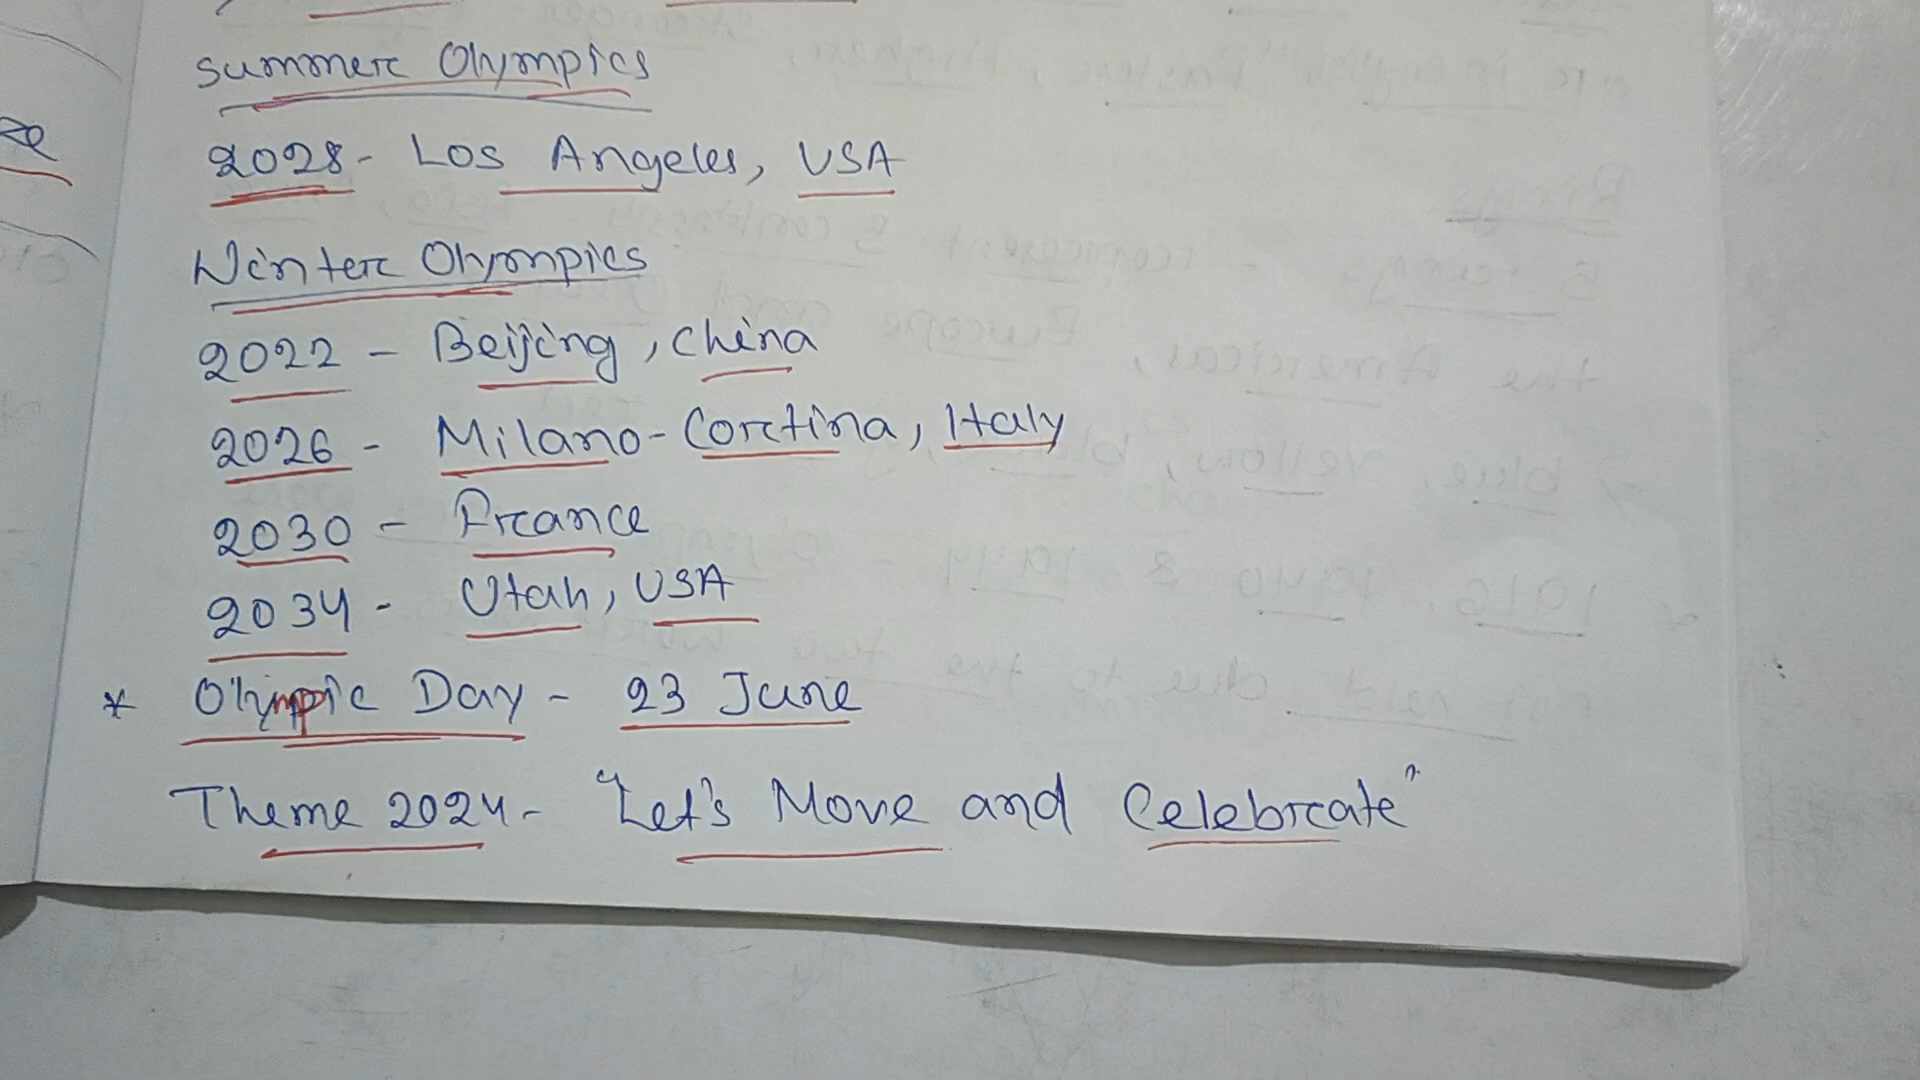 Summer Olympics
2028- Los Angeles, USA
Winter Olympics
2022 - Beijing, China
2026 - Milano-Cortina, Italy
2030 - France
2034 - Utah, USA
* Olympic Day - 23 June
Theme 2024- "Let's Move and Celebrate"